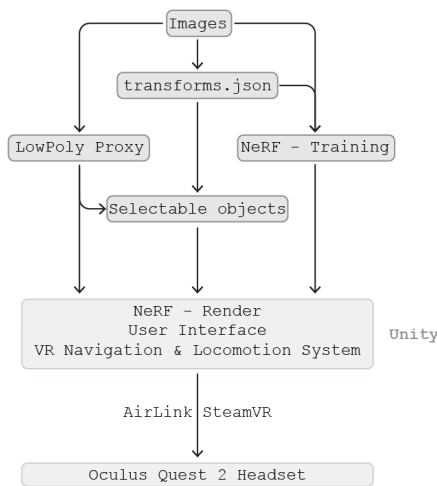 Images
transforms.json
LowPoly Proxy
NeRF - Training
Selectable objects
NeRF - Render
User Interface
VR Navigation & Locomotion System
Unity
AirLink SteamVR
Oculus Quest 2 Headset